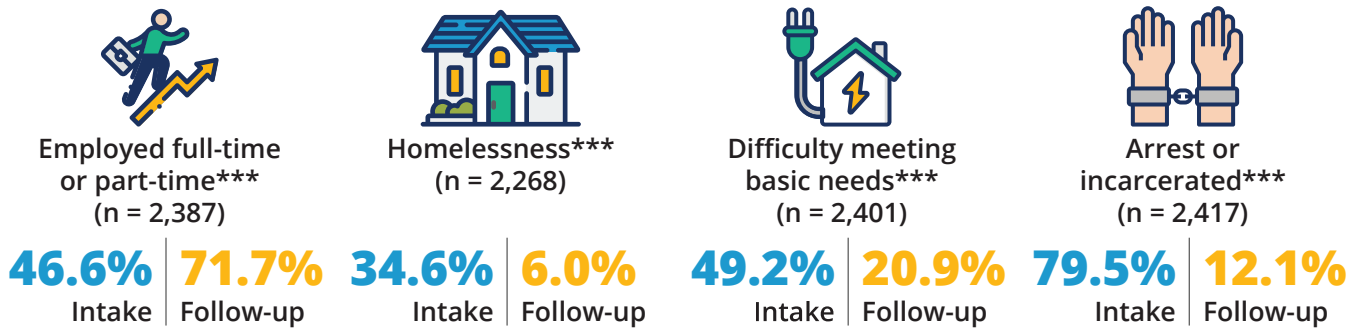 Employed full-time
or part-time***
(n = 2,387)
46.6%
Intake
71.7%
Follow-up
Homelessness***
(n = 2,268)
34.6%
Intake
6.0%
Follow-up
Difficulty meeting
basic needs***
(n = 2,401)
49.2%
Intake
20.9%
Follow-up
Arrest or
incarcerated***
(n = 2,417)
79.5%
Intake
12.1%
Follow-up